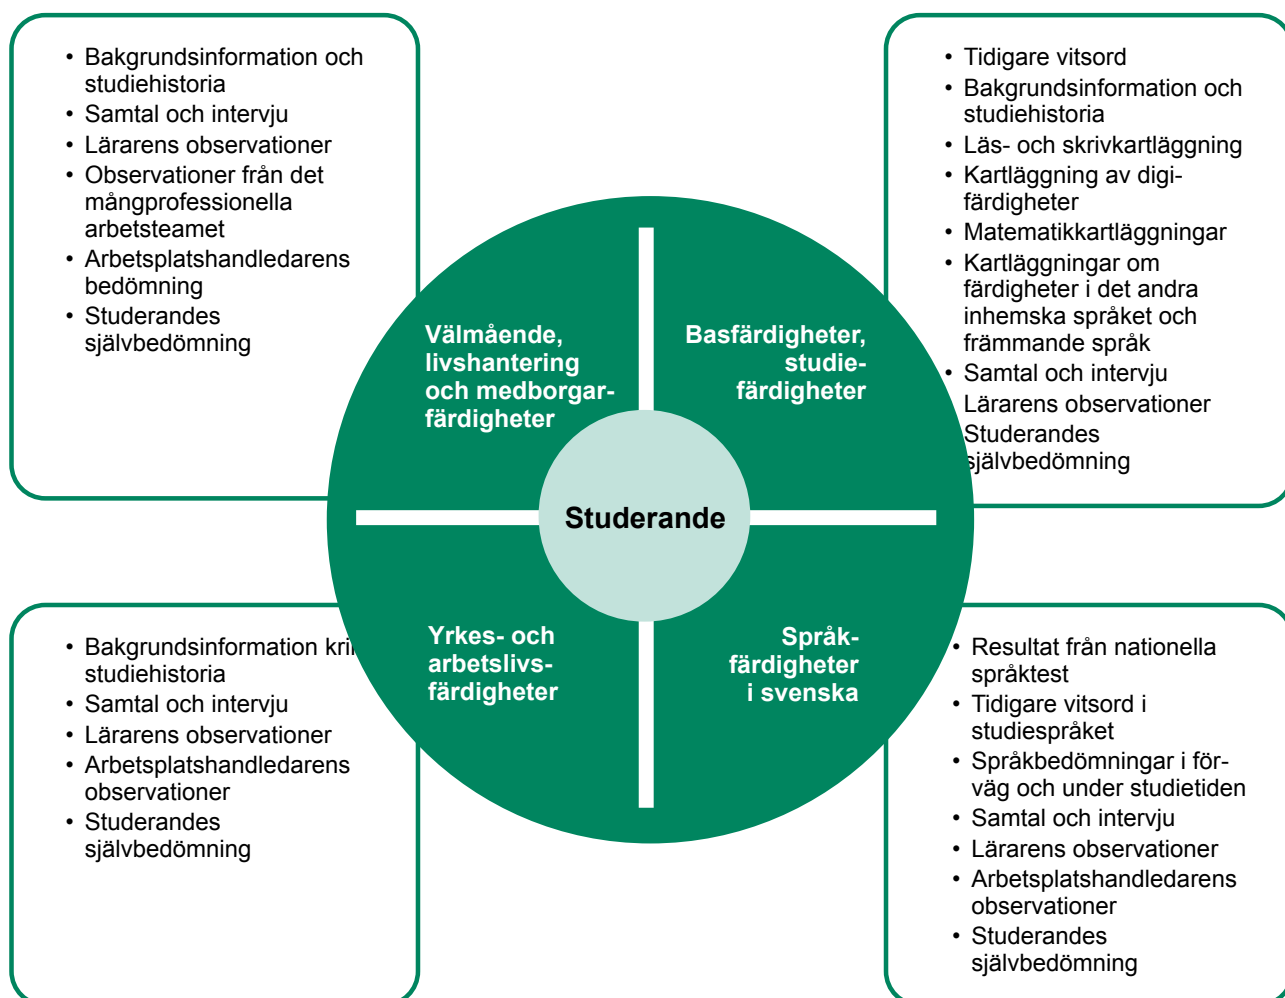 • Bakgrundsinformation och
studiehistoria
• Samtal och intervju
• Lärarens observationer
• Observationer från det
mångprofessionella
arbetsteamet
• Arbetsplatshandledarens
bedömning
• Studerandes
självbedömning
• Tidigare vitsord
• Bakgrundsinformation och
studiehistoria
• Läs- och skrivkartläggning
• Kartläggning av digi-
färdigheter
• Matematikkartläggningar
• Kartläggningar om
färdigheter i det andra
inhemska språket och
främmande språk
• Samtal och intervju
Lärarens observationer
Studerandes
självbedömning
Välmående,
livshantering
och medborgar-
färdigheter
Basfärdigheter,
studie-
färdigheter
Studerande
Yrkes- och
arbetslivs-
färdigheter
Språk-
färdigheter
i svenska
• Bakgrundsinformation
studiehistoria
• Samtal och intervju
• Lärarens observationer
• Arbetsplatshandledarens
observationer
• Studerandes
självbedömning
• Resultat från nationella
språktest
• Tidigare vitsord i
studiespråket
• Språkbedömningar i för-
väg och under studietiden
• Samtal och intervju
• Lärarens observationer
• Arbetsplatshandledarens
observationer
• Studerandes
självbedömning